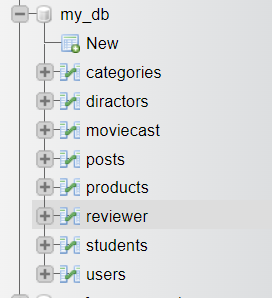 my_db
New
categories
diractors
moviecast
posts
products
reviewer
students
users